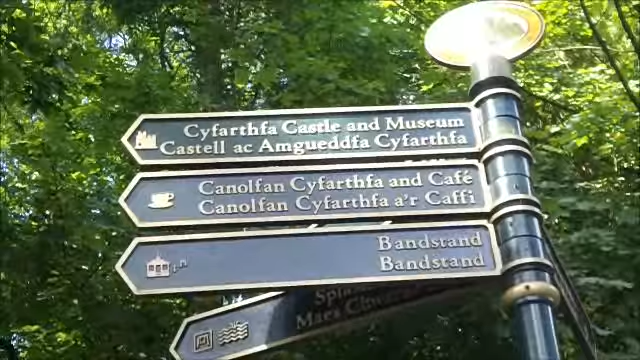 Cyfarthfa Castle and Museum
Castell ac Amgueddfa Cyfarthfa
Canolfan Cyfarthfa and Café
Canolfan Cyfarthfa a'r Caffi
Bandstand
Bandstand